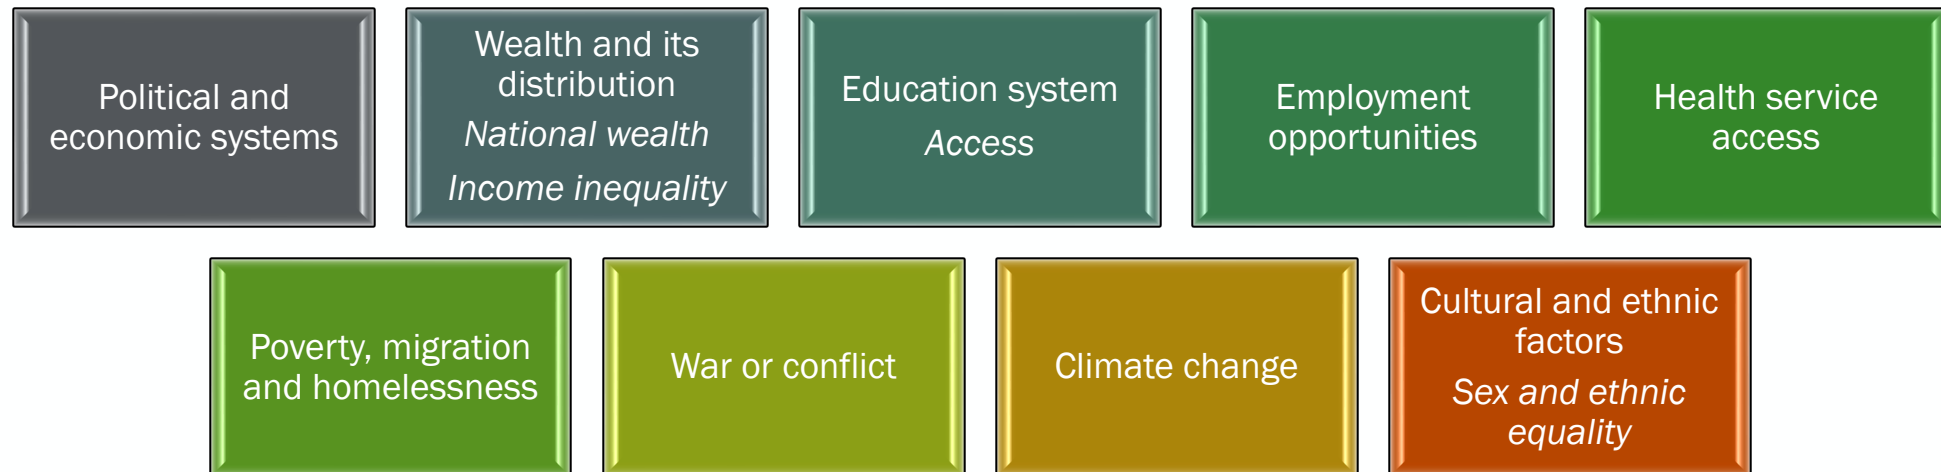 Political and
economic systems
Wealth and its
distribution
National wealth
Income inequality
Education system
Access
Employment
opportunities
Health service
access
Poverty, migration
and homelessness
War or conflict
Climate change
Cultural and ethnic
factors
Sex and ethnic
equality